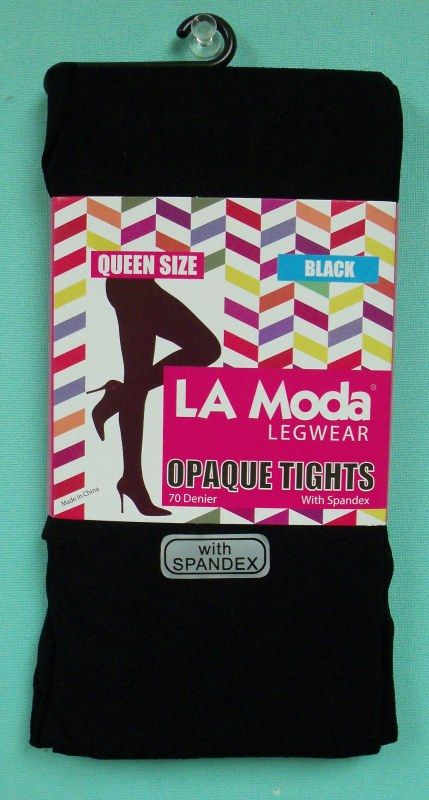 QUEEN SIZE
BLACK
LA Moda®
LEGWEAR
OPAQUE TIGHTS
70 Denier With Spandex
Made In China
with
SPANDEX